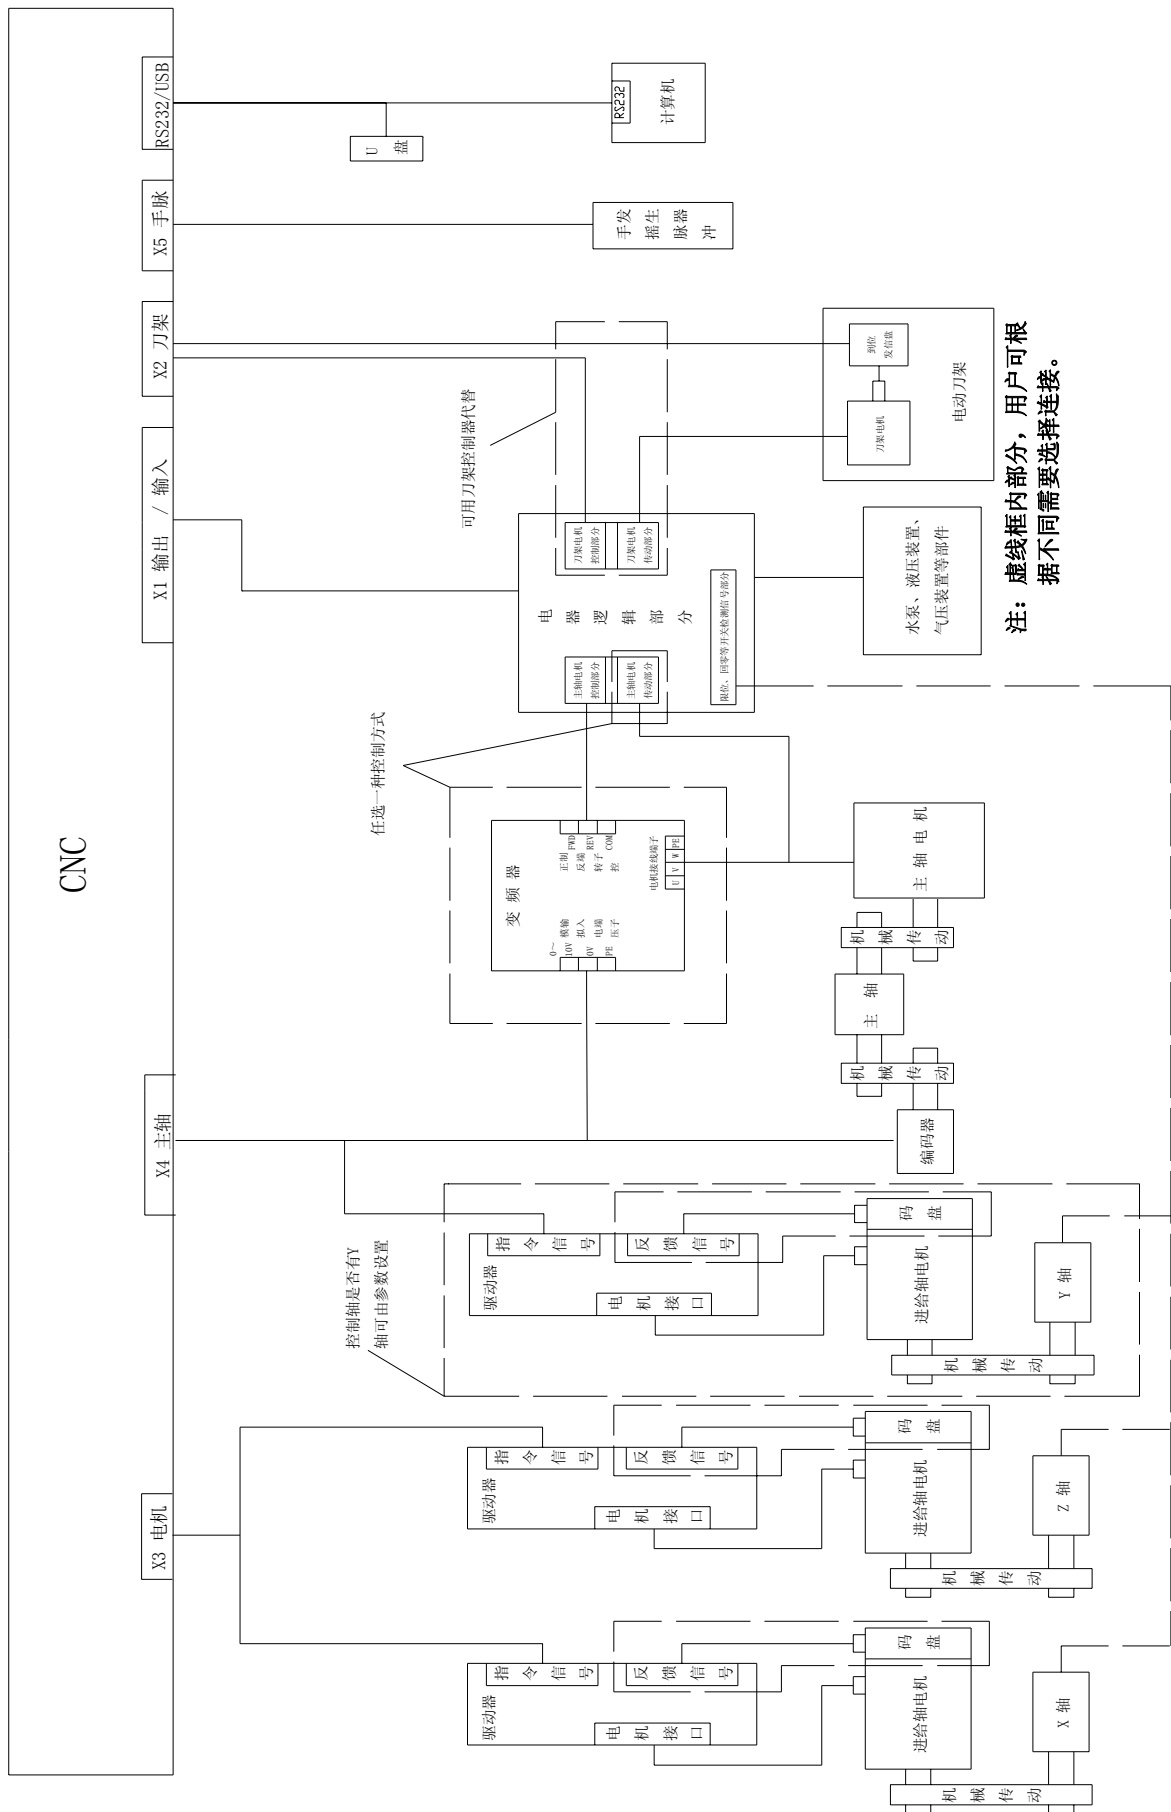 CNC
X3 电机
X4 主轴
X1 输出 / 输入
X2 刀架
X5 手脉
RS232/USB
U 盘
RS232
计算机
手摇脉冲
发生器
可用刀架控制器代替
到位
发信盘
刀架电机
电动刀架
电器逻辑部分
刀架电机
控制部分
刀架电机
传动部分
主轴电机
控制部分
主轴电机
传动部分
限位、回零等开关检测信号部分
水泵、液压装置、
气压装置等部件
任选一种控制方式
变频器
0~
10V
0V
PE
模拟电压
输入端子
正反转控
制端子
FWD
REV
COM
电机接线端子
U V W PE
主轴电机
机械传动
主 轴
机械传动
编码器
控制轴是否有Y
轴可由参数设置
指令信号
反馈信号
驱动器
电机接口
码盘
进给轴电机
机械传动
Y 轴
指令信号
反馈信号
驱动器
电机接口
码盘
进给轴电机
机械传动
Z 轴
指令信号
反馈信号
驱动器
电机接口
码盘
进给轴电机
机械传动
X 轴
注：虚线框内部分，用户可根
据不同需要选择连接。